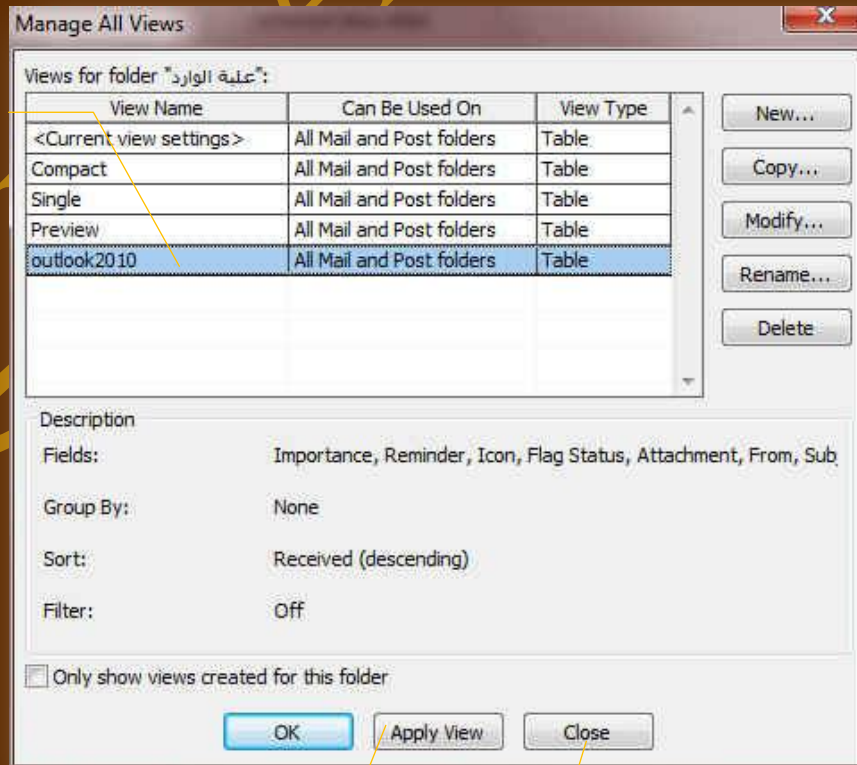 Manage All Views
Views for folder "علبة الوارد":
View Name Can Be Used On View Type
<Current view settings> All Mail and Post folders Table
Compact All Mail and Post folders Table
Single All Mail and Post folders Table
Preview All Mail and Post folders Table
outlook2010 All Mail and Post folders Table
New...
Copy...
Modify...
Rename...
Delete
Description
Fields: Importance, Reminder, Icon, Flag Status, Attachment, From, Sub
Group By: None
Sort: Received (descending)
Filter: Off
Only show views created for this folder
OK Apply View Close